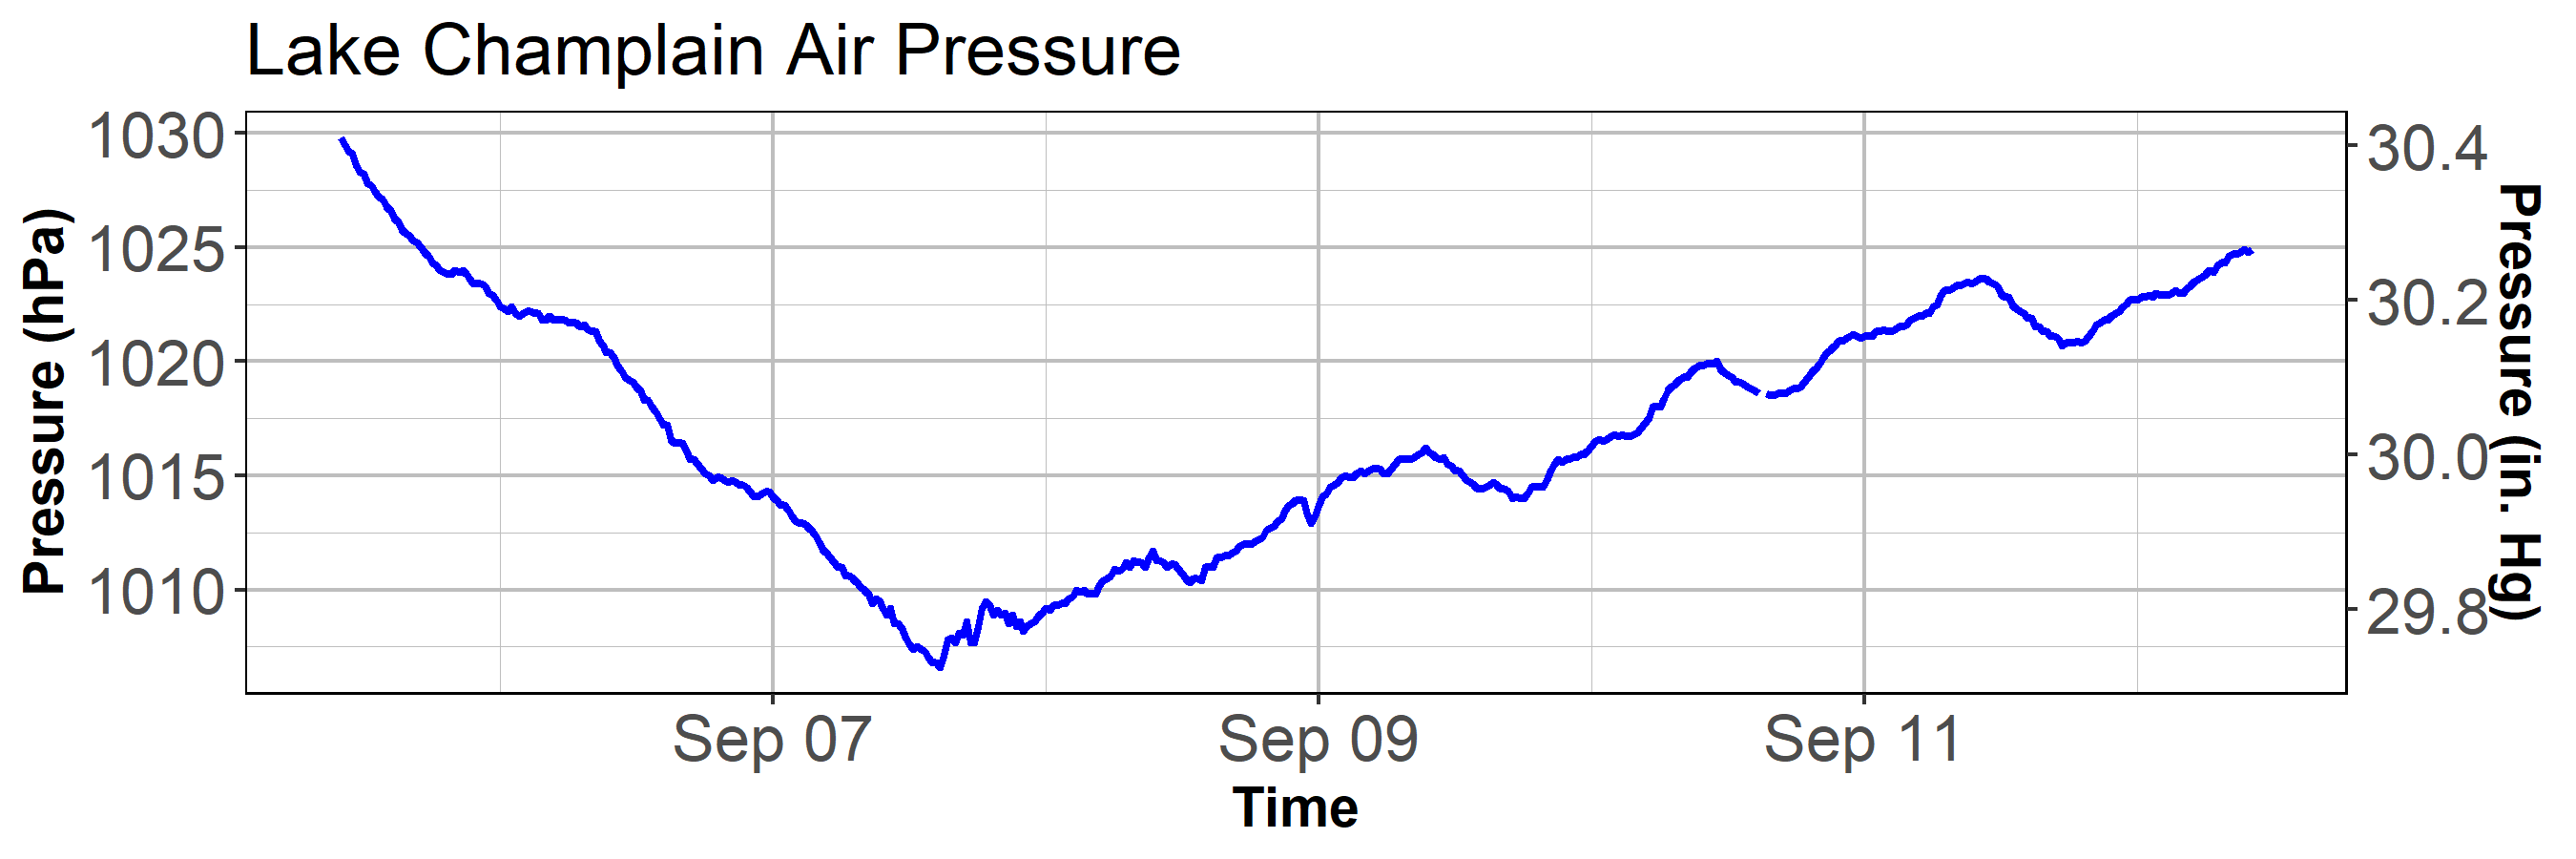 Lake Champlain Air Pressure
Pressure (hPa)
1030
1025
1020
1015
1010
30.4
30.2
30.0
29.8
Pressure (in. Hg)
Sep 07
Sep 09
Sep 11
Time